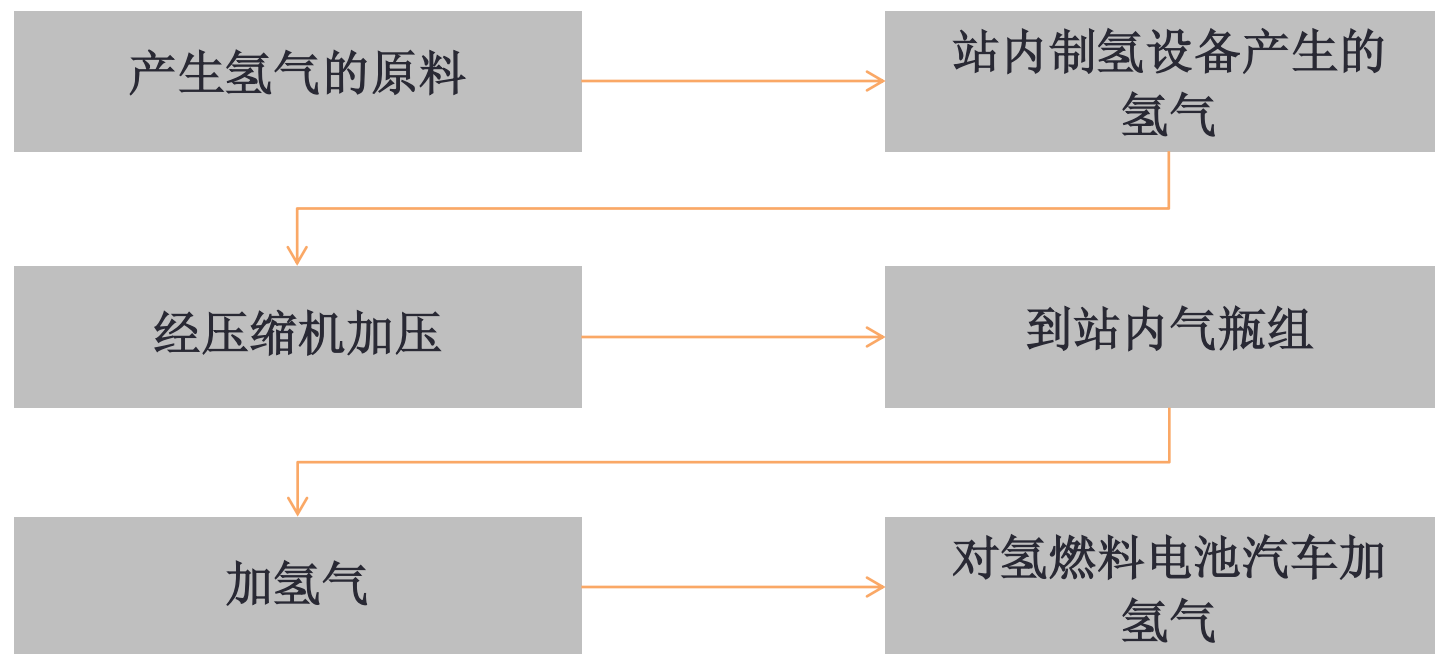 产生氢气的原料
站内制氢设备产生的
氢气
经压缩机加压
到站内气瓶组
加氢气
对氢燃料电池汽车加
氢气